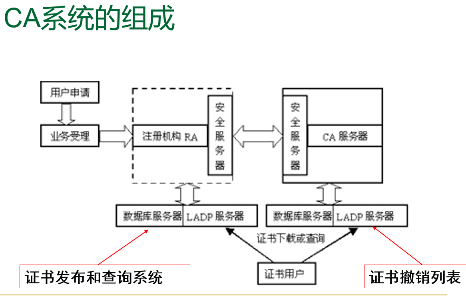 CA系统的组成
用户申请
业务受理
注册机构 RA
安全服务器
安全服务器
CA 服务器
数据库服务器
LADP 服务器
数据库服务器
LADP 服务器
证书下载或查询
证书发布和查询系统
证书用户
证书撤销列表